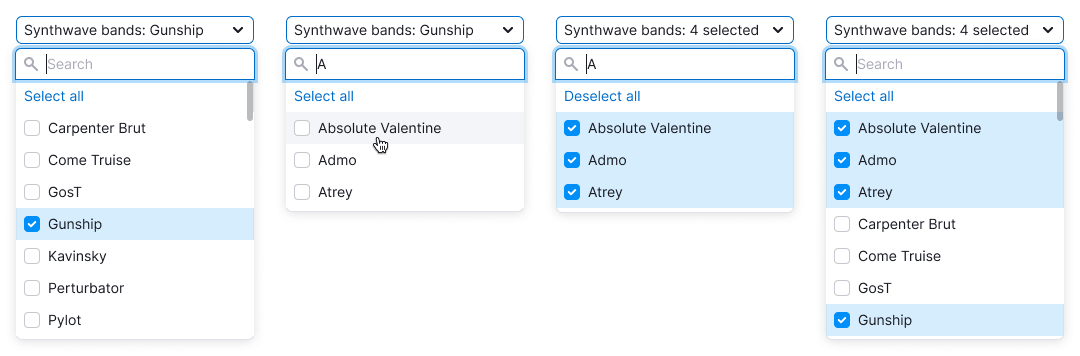 Synthwave bands: Gunship
Search
Select all
Carpenter Brut
Come Truise
GosT
Gunship
Kavinsky
Perturbator
Pylot
Synthwave bands: Gunship
A
Select all
Absolute Valentine
Admo
Atrey
Synthwave bands: 4 selected
A
Deselect all
Absolute Valentine
Admo
Atrey
Synthwave bands: 4 selected
Search
Select all
Absolute Valentine
Admo
Atrey
Carpenter Brut
Come Truise
GosT
Gunship